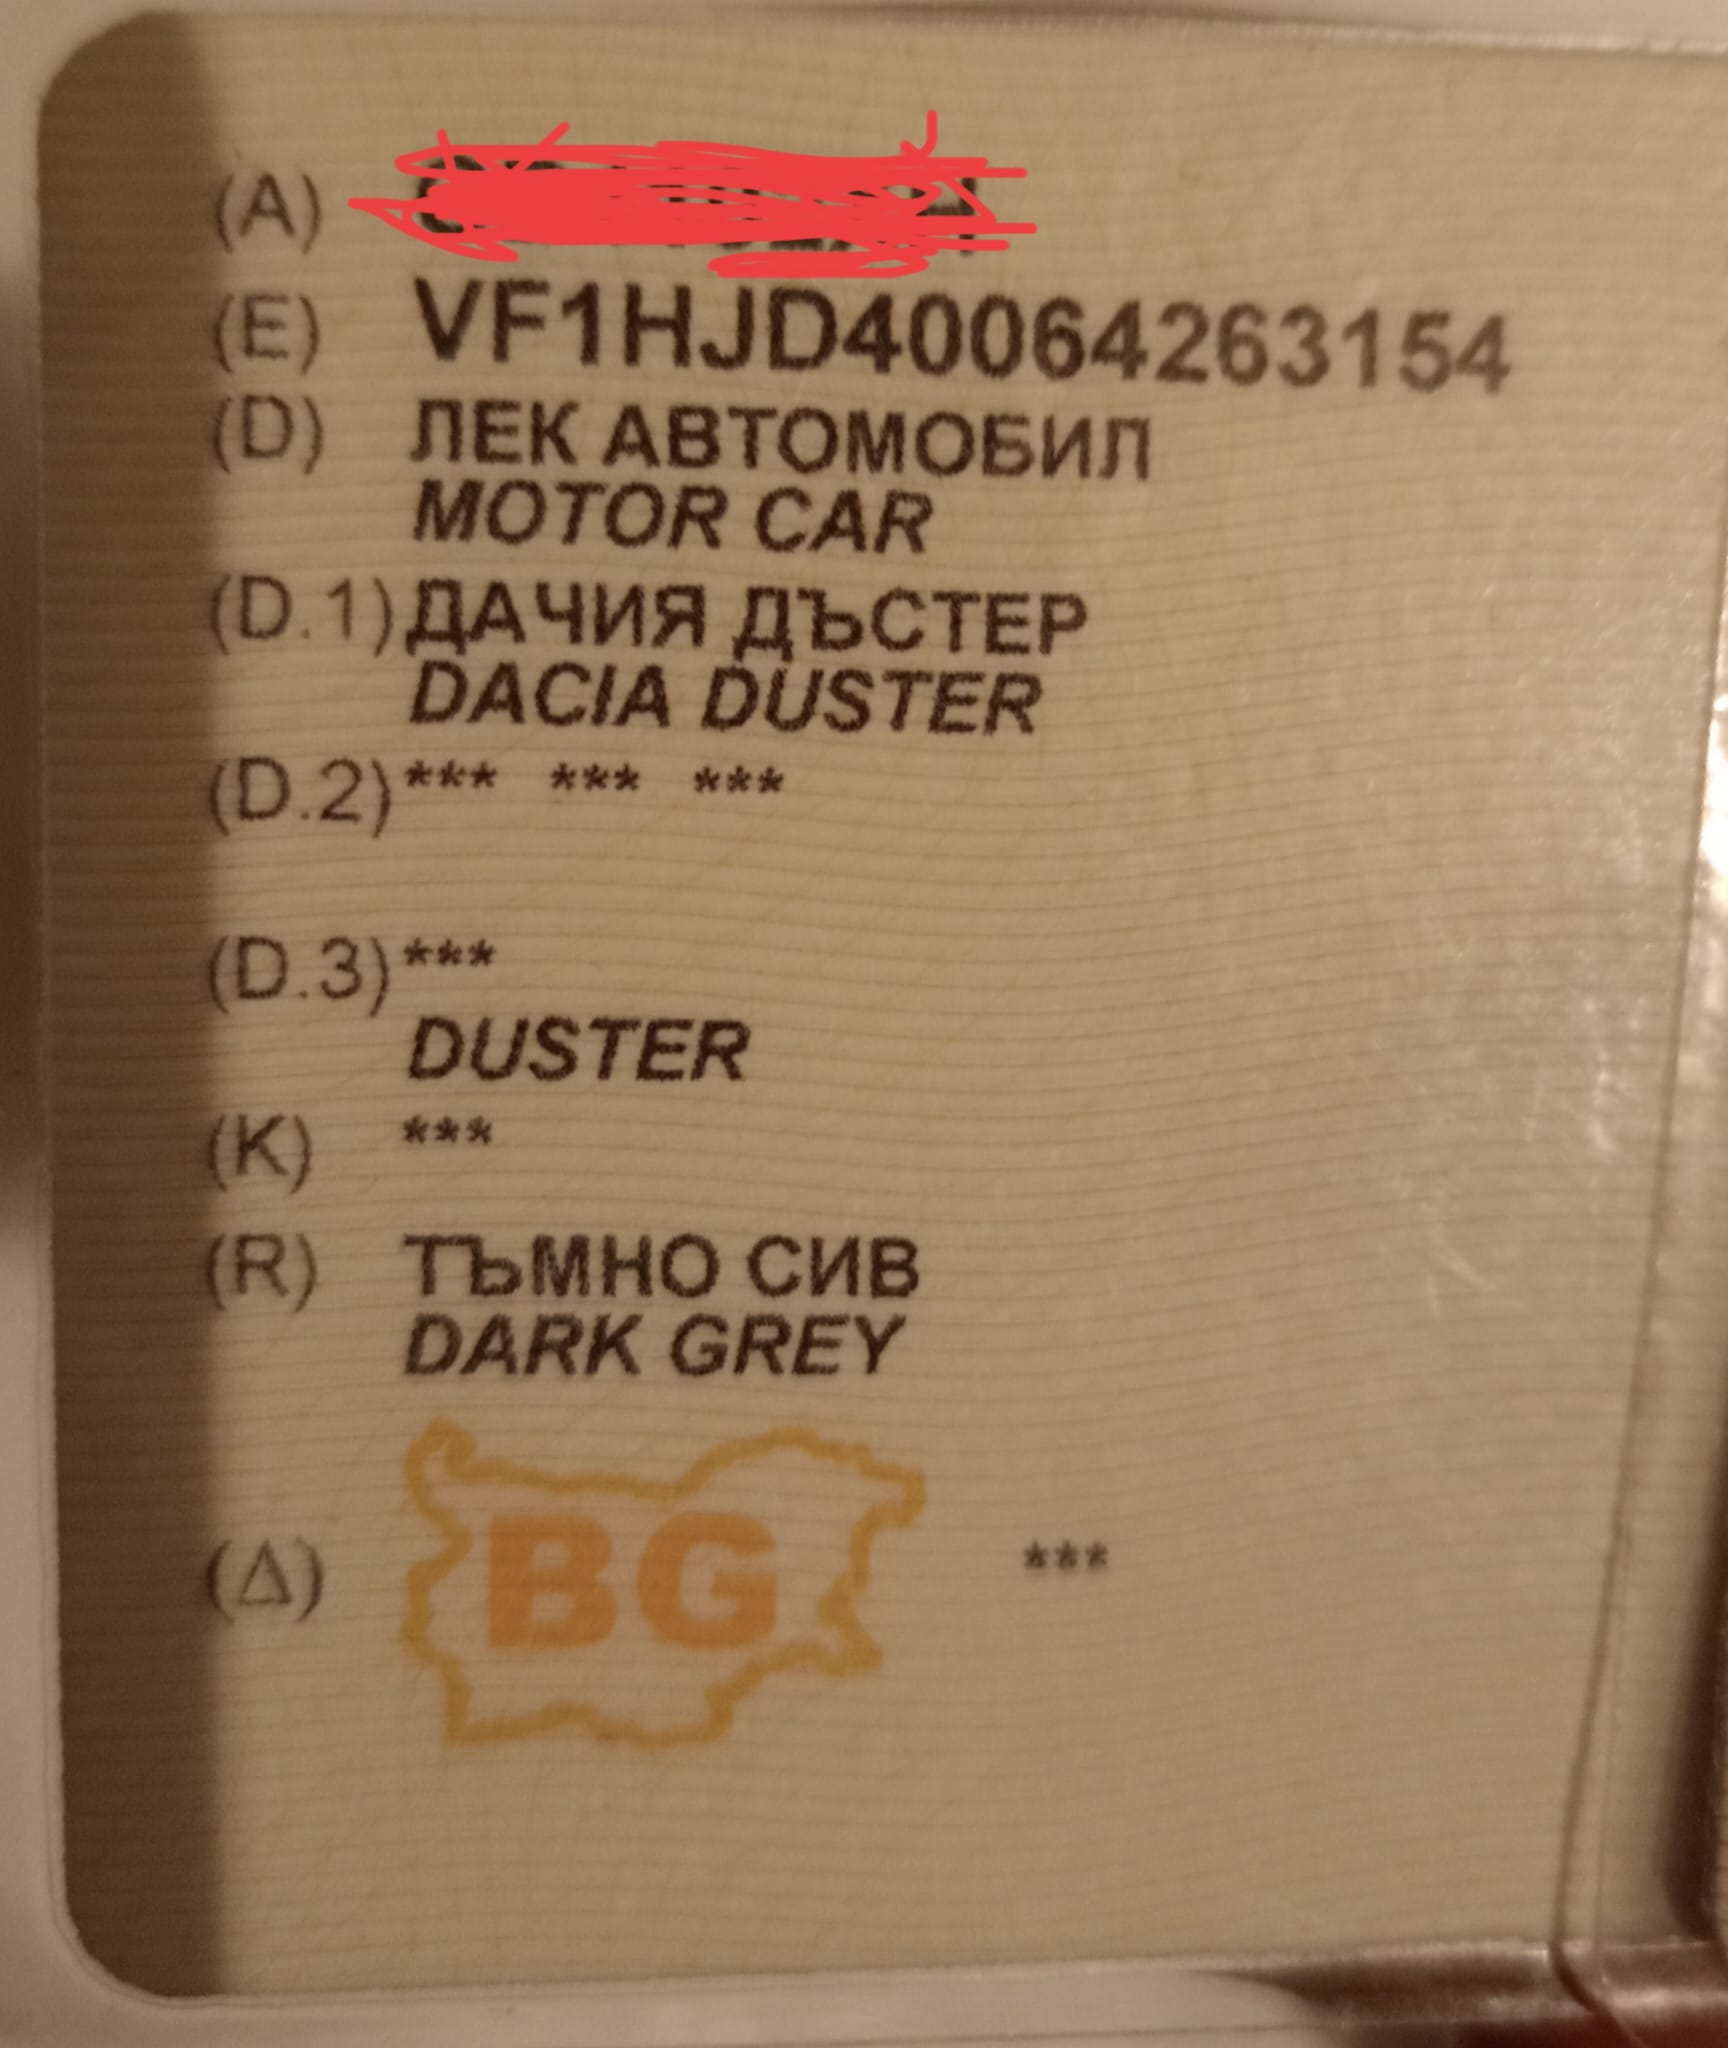 (A)
(E) VF1HJD40064263154
(D) ЛЕК АВТОМОБИЛ
MOTOR CAR
(D.1) ДАЧИЯ ДЪСТЕР
DACIA DUSTER
(D.2) *** *** ***
(D.3) ***
DUSTER
(K) ***
(R) ТЪМНО СИВ
DARK GREY
(Δ) BG ***